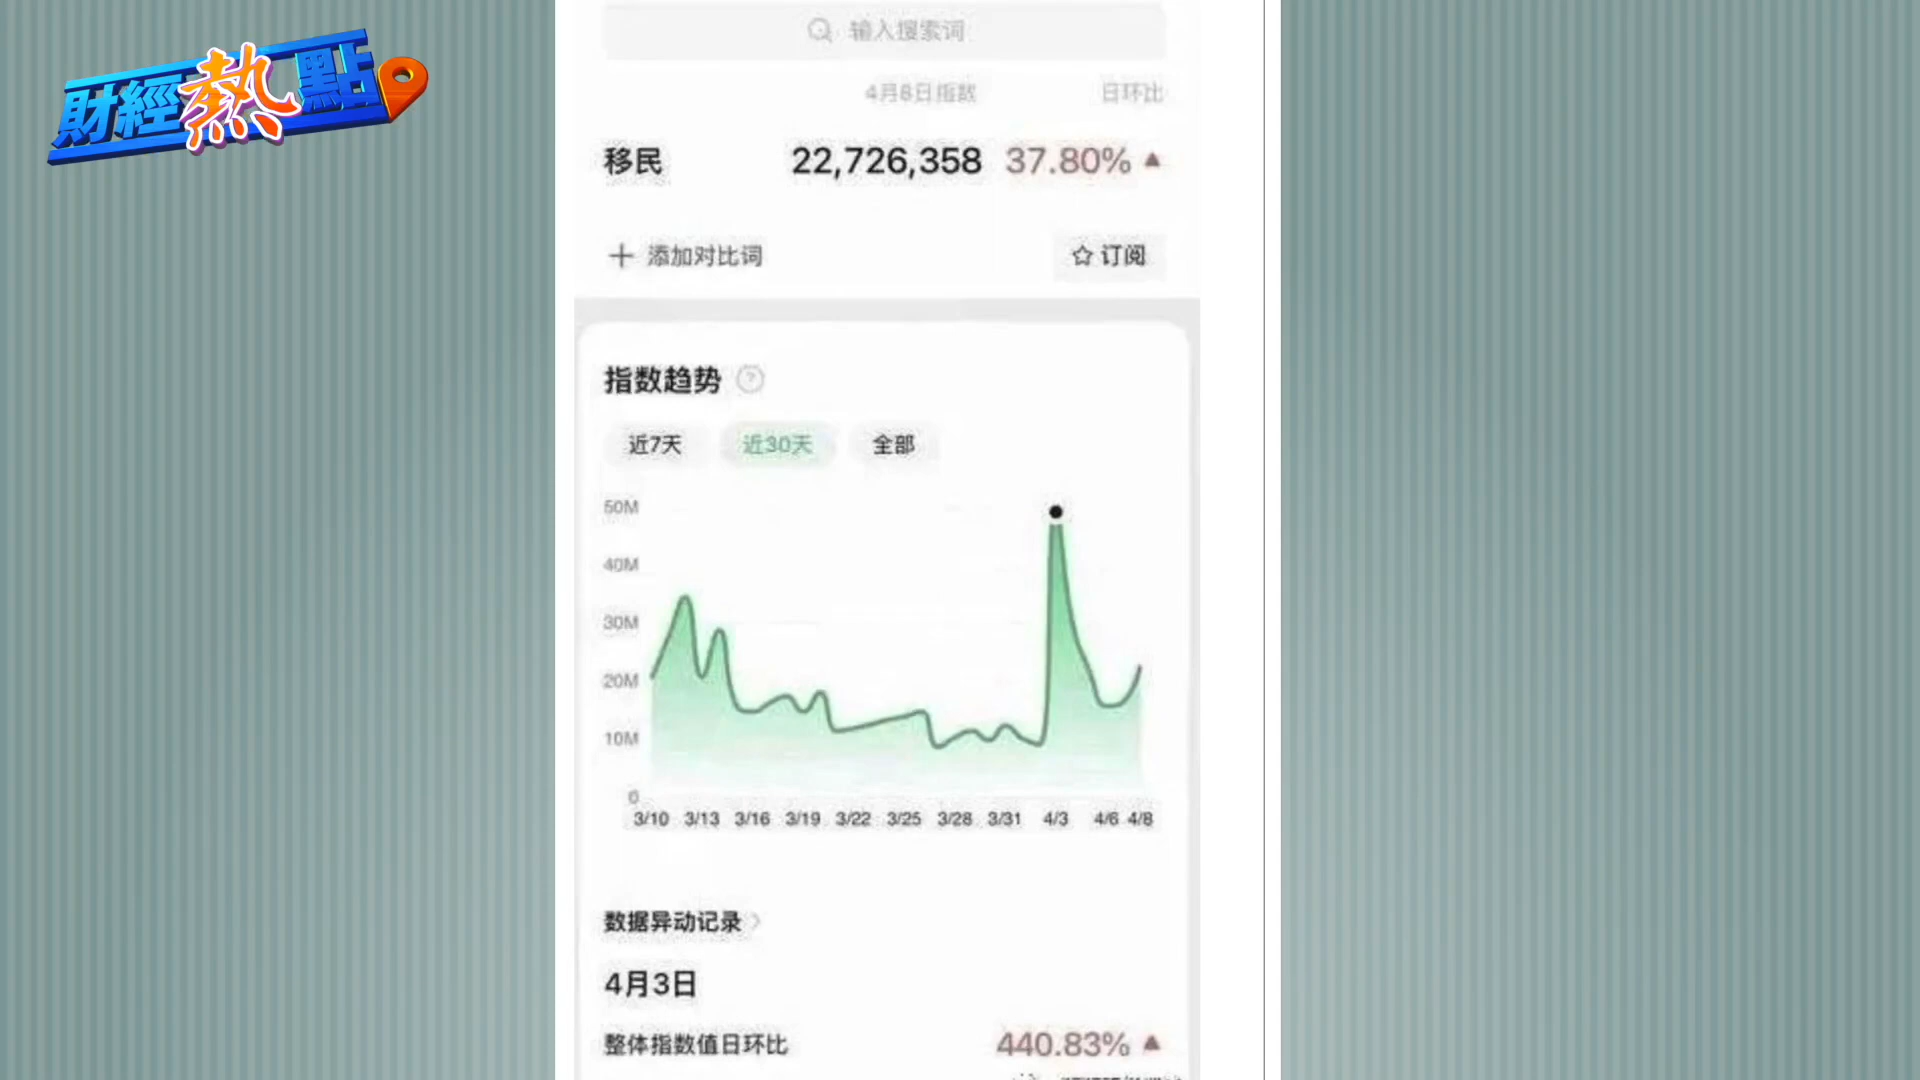 財經熱點
输入搜索词
4月8日指数 日环比
移民 22,726,358 37.80%
添加对比词 订阅
指数趋势 ?
近7天 近30天 全部
50M
40M
30M
20M
10M
0
3/10 3/13 3/16 3/19 3/22 3/25 3/28 3/31 4/3 4/6 4/8
数据异动记录
4月3日
整体指数值日环比 440.83%